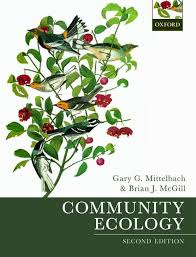 OXFORD
Gary G. Mittelbach
& Brian J. McGill
COMMUNITY
ECOLOGY
SECOND EDITION